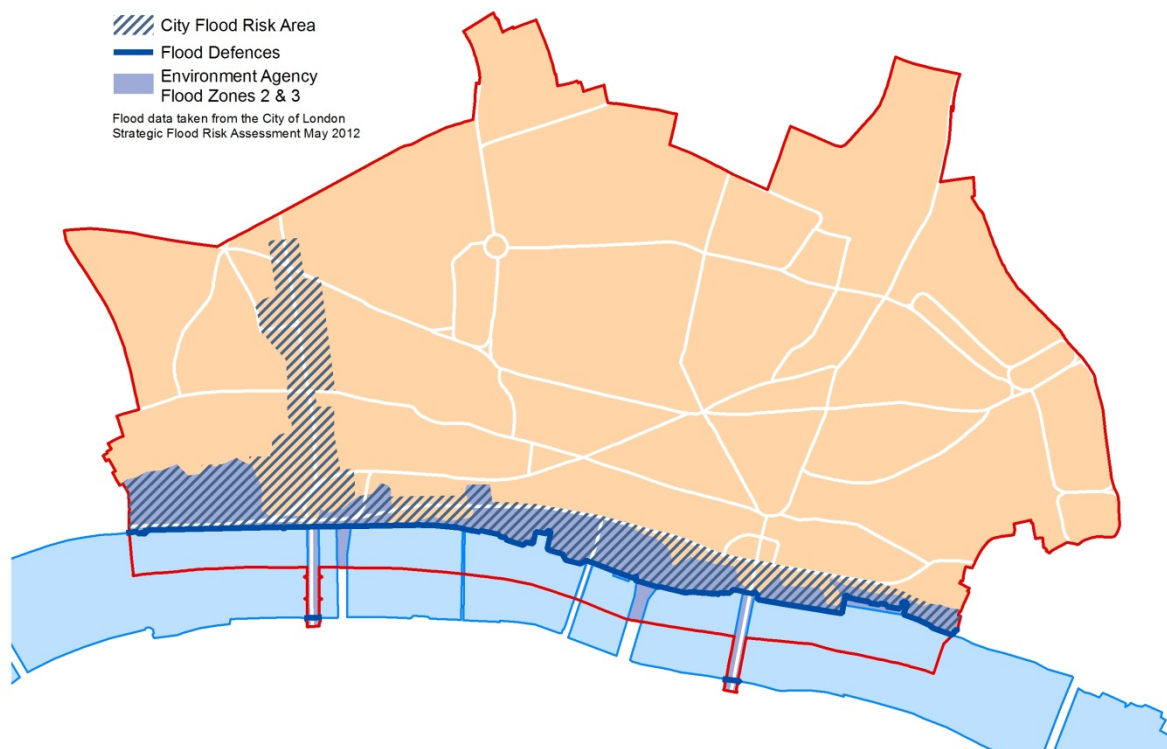 City Flood Risk Area
Flood Defences
Environment Agency
Flood Zones 2 & 3
Flood data taken from the City of London
Strategic Flood Risk Assessment May 2012